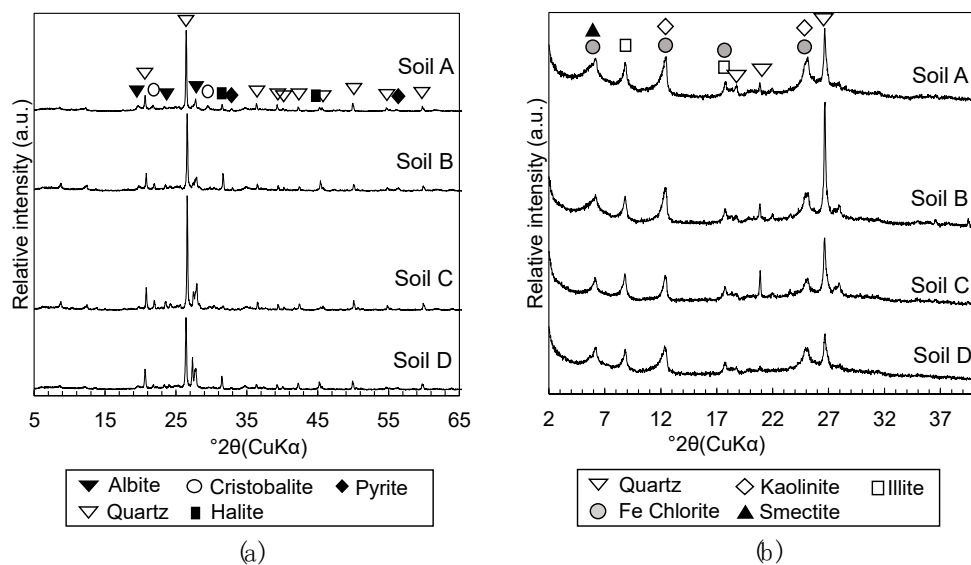 Relative intensity (a.u.)
Soil A
Soil B
Soil C
Soil D
5 15 25 35 45 55 65
°2θ(CuKα)
Albite Cristobalite Pyrite
Quartz Halite
(a)
Relative intensity (a.u.)
Soil A
Soil B
Soil C
Soil D
2 7 12 17 22 27 32 37
°2θ(CuKα)
Quartz Kaolinite Illite
Fe Chlorite Smectite
(b)